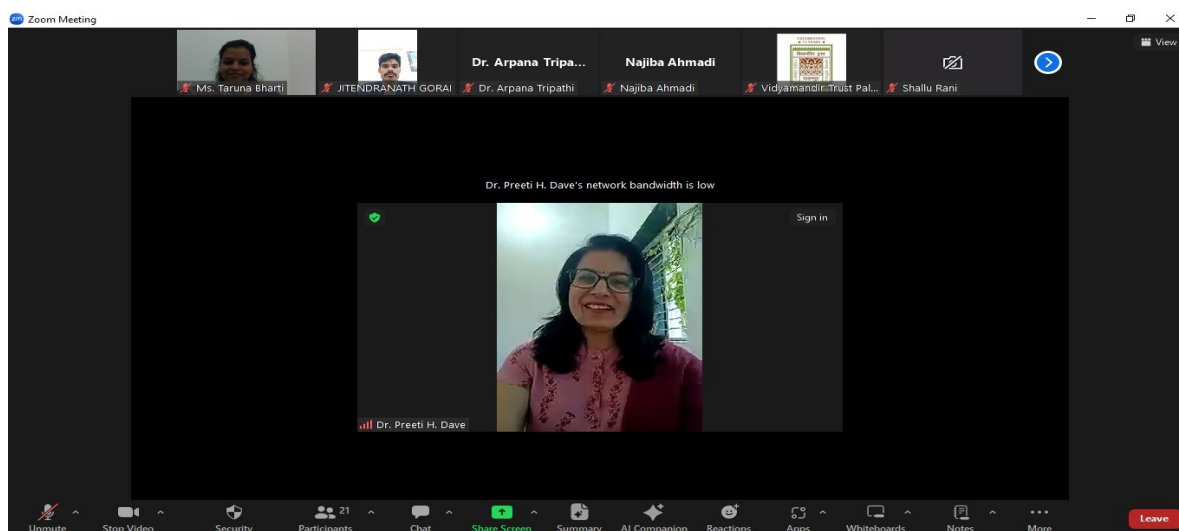 Zoom Meeting
View
Dr. Arpana Tripa...
Najiba Ahmadi
Ms. Taruna Bharti
JITENDRANATH GORAI
Dr. Arpana Tripathi
Najiba Ahmadi
Vidyamandir Trust Pal...
Shallu Rani
Dr. Preeti H. Dave's network bandwidth is low
Sign in
Dr. Preeti H. Dave
21
Unmute
Stop Video
Security
Participants
Chat
Share Screen
Summary
AI Companion
Reactions
Apps
Whiteboards
Notes
More
Leave